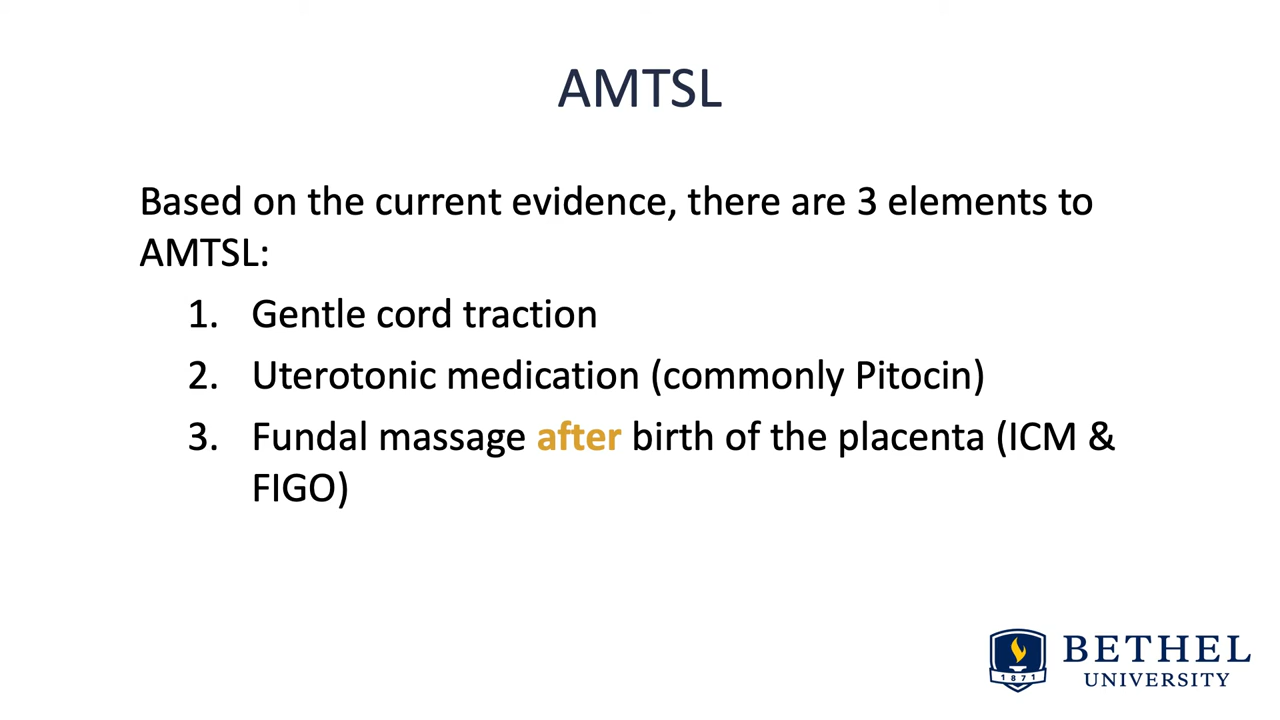 AMTSL
Based on the current evidence, there are 3 elements to
AMTSL:
1. Gentle cord traction
2. Uterotonic medication (commonly Pitocin)
3. Fundal massage after birth of the placenta (ICM &
FIGO)
1871
BETHEL
UNIVERSITY